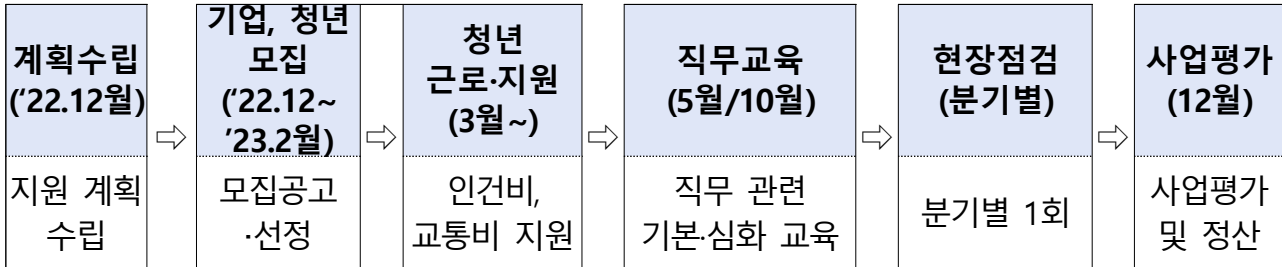 계획수립
(‘22.12월)
지원 계획
수립
⇨
기업, 청년
모집
(‘22.12~
’23.2월)
모집공고
·선정
⇨
청년
근로·지원
(3월~)
인건비,
교통비 지원
⇨
직무교육
(5월/10월)
직무 관련
기본·심화 교육
⇨
현장점검
(분기별)
분기별 1회
⇨
사업평가
(12월)
사업평가
및 정산